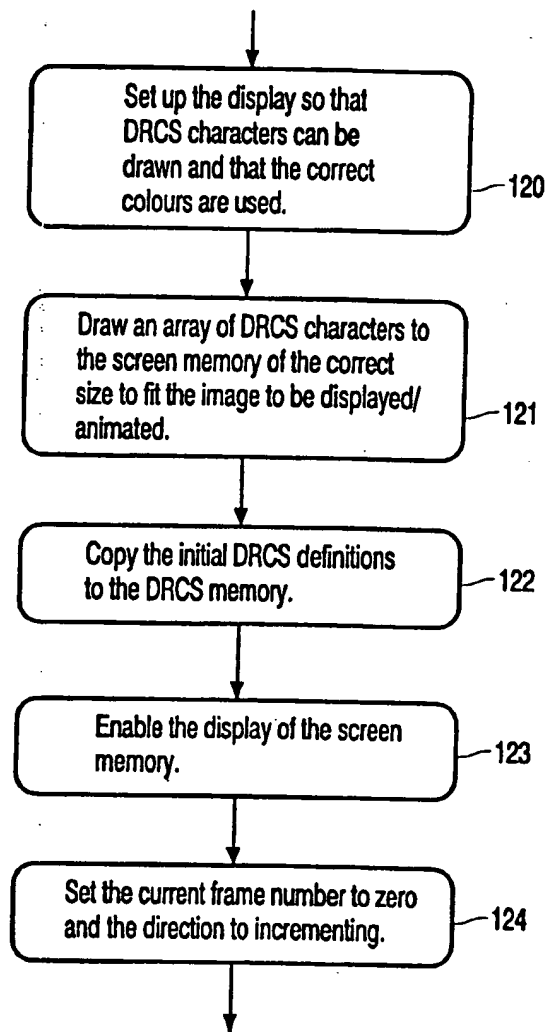 Set up the display so that
DRCS characters can be
drawn and that the correct
colours are used.
120
Draw an array of DRCS characters to
the screen memory of the correct
size to fit the image to be displayed/
animated.
121
Copy the initial DRCS definitions
to the DRCS memory.
122
Enable the display of the screen
memory.
123
Set the current frame number to zero
and the direction to incrementing.
124